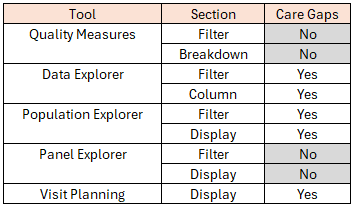 Tool Section Care Gaps
Quality Measures Filter No
Breakdown No
Data Explorer Filter Yes
Column Yes
Population Explorer Filter Yes
Display Yes
Panel Explorer Filter No
Display No
Visit Planning Display Yes